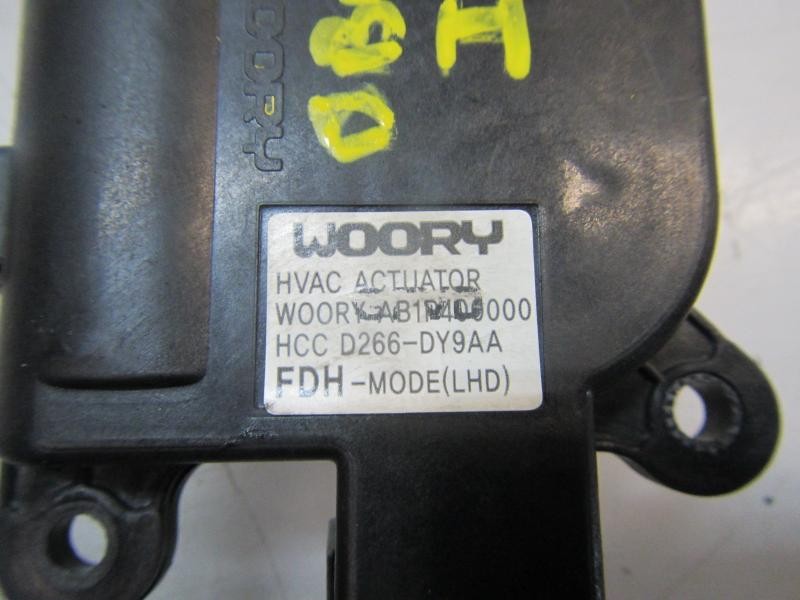 WOORY
HVAC ACTUATOR
WOORY
HCC D266-DY9AA
FDH-MODE(LHD)